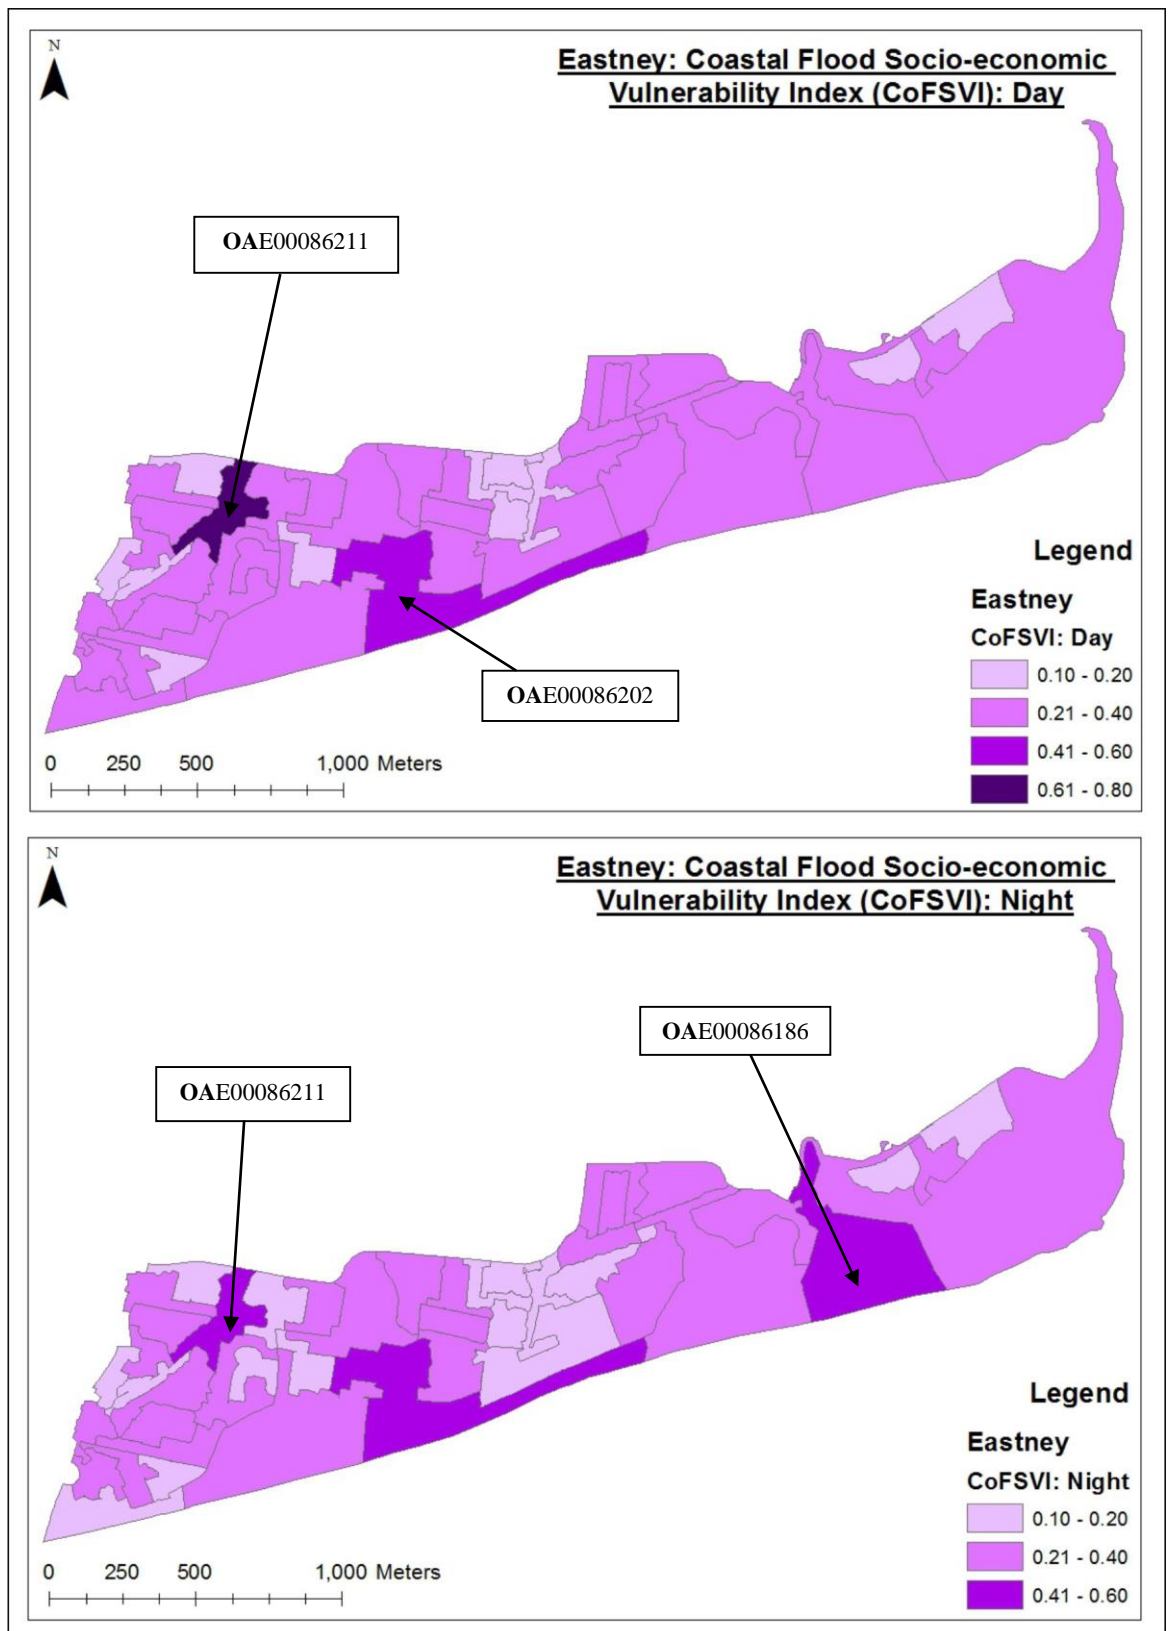 N
Eastney: Coastal Flood Socio-economic
Vulnerability Index (CoFSVI): Day
OAE00086211
OAE00086202
Legend
Eastney
CoFSVI: Day
0.10 - 0.20
0.21 - 0.40
0.41 - 0.60
0.61 - 0.80
0 250 500 1,000 Meters
N
Eastney: Coastal Flood Socio-economic
Vulnerability Index (CoFSVI): Night
OAE00086186
OAE00086211
Legend
Eastney
CoFSVI: Night
0.10 - 0.20
0.21 - 0.40
0.41 - 0.60
0 250 500 1,000 Meters